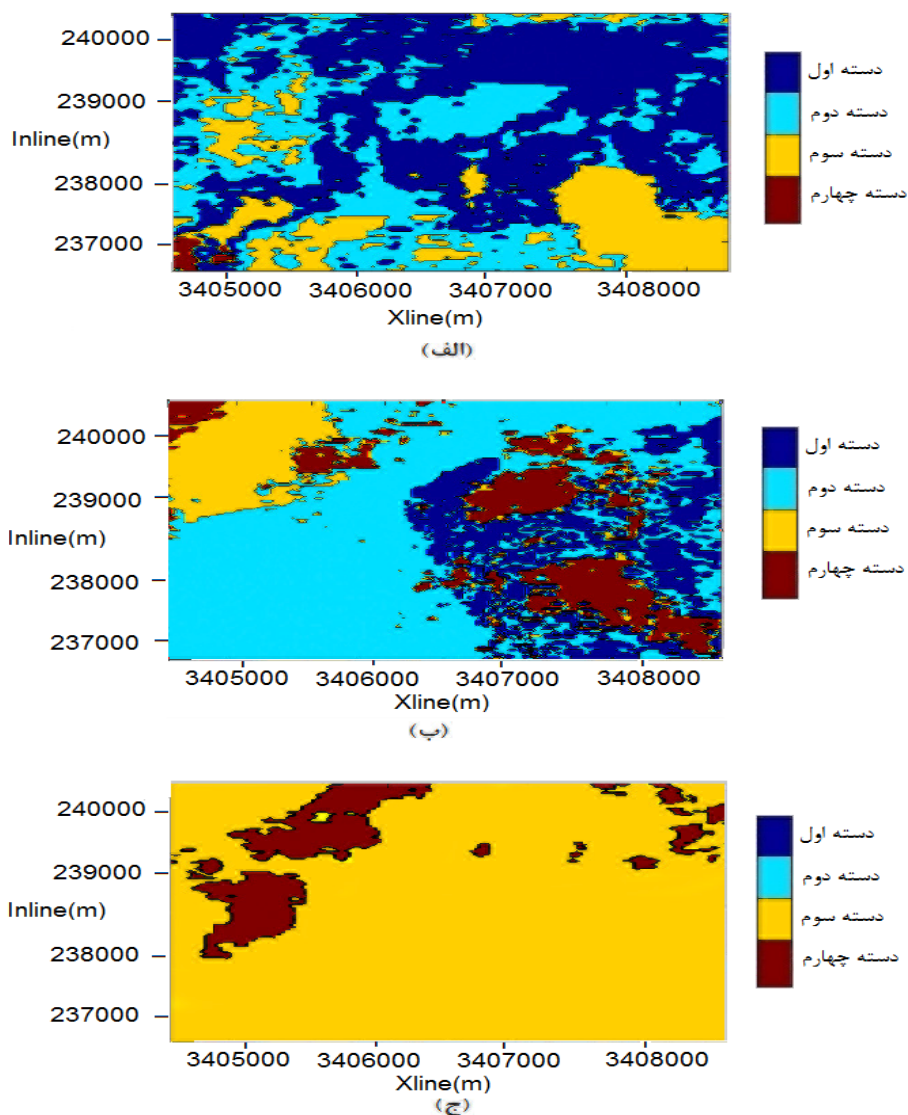 240000
239000
Inline(m)
238000
237000
3405000 3406000 3407000 3408000
Xline(m)
(الف)
دسته اول
دسته دوم
دسته سوم
دسته چهارم
240000
239000
Inline(m)
238000
237000
3405000 3406000 3407000 3408000
Xline(m)
(ب)
دسته اول
دسته دوم
دسته سوم
دسته چهارم
240000
239000
Inline(m)
238000
237000
3405000 3406000 3407000 3408000
Xline(m)
(ج)
دسته اول
دسته دوم
دسته سوم
دسته چهارم